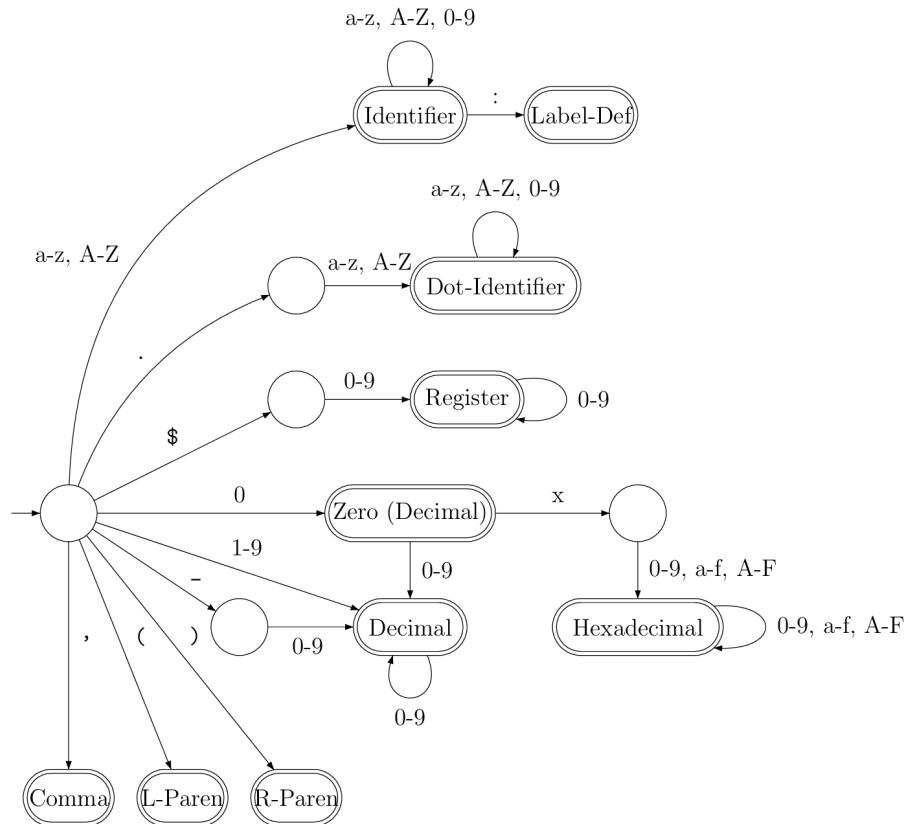 a-z, A-Z, 0-9
Identifier
:
Label-Def
a-z, A-Z, 0-9
a-z, A-Z
a-z, A-Z
Dot-Identifier
.
0-9
Register
0-9
$
0
Zero (Decimal)
x
1-9
0-9
0-9, a-f, A-F
-
Decimal
Hexadecimal
0-9, a-f, A-F
,
(
)
0-9
0-9
Comma
L-Paren
R-Paren